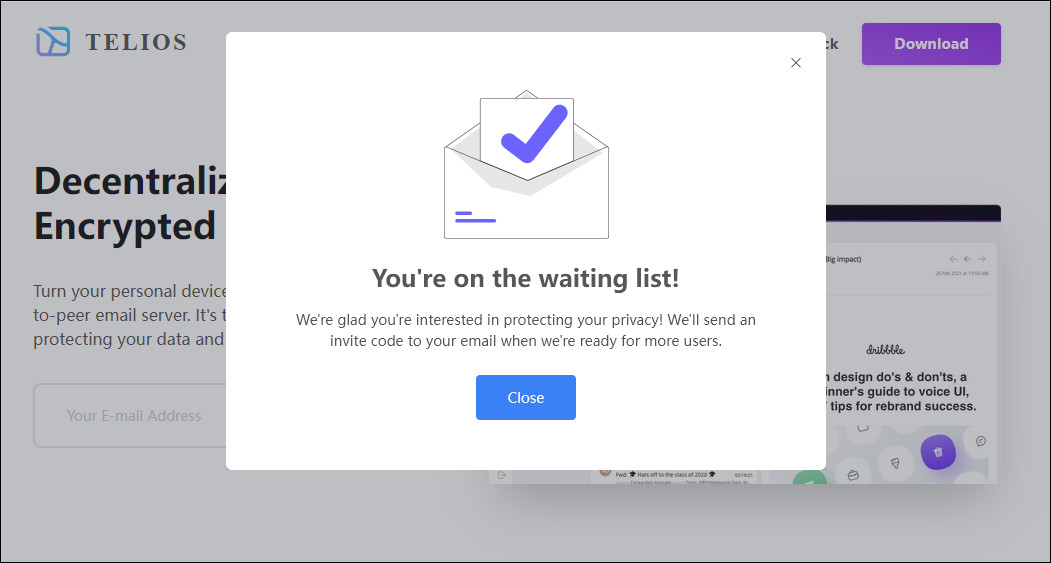 TELIOS
ck
Download
Decentraliz
Encrypted
Turn your personal device
to-peer email server. It's t
protecting your data and
Your E-mail Address
You're on the waiting list!
We're glad you're interested in protecting your privacy! We'll send an
invite code to your email when we're ready for more users.
Close
Big impact)
25 Feb 2021 at 10:50 AM
dribbble
n design do's & don'ts, a
inner's guide to voice UI,
tips for rebrand success.
Fwd: 🎓 Hats off to the class of 2020 🎓